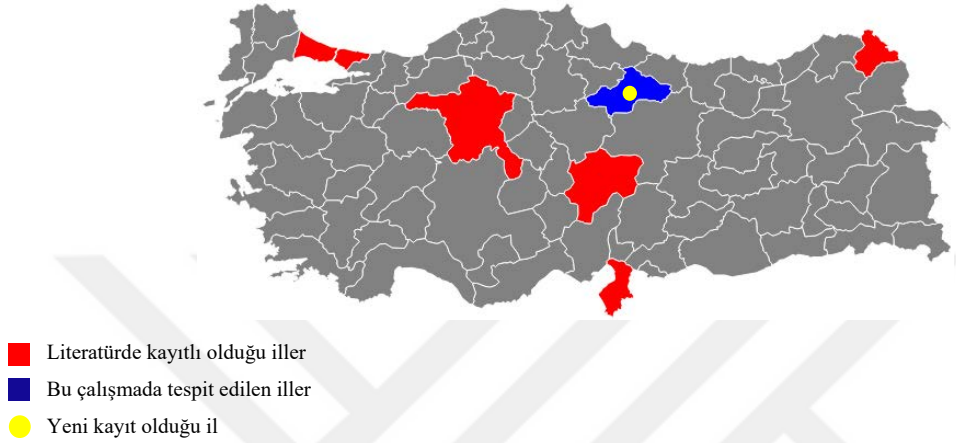 Literatürde kayıtlı olduğu iller
Bu çalışmada tespit edilen iller
Yeni kayıt olduğu il